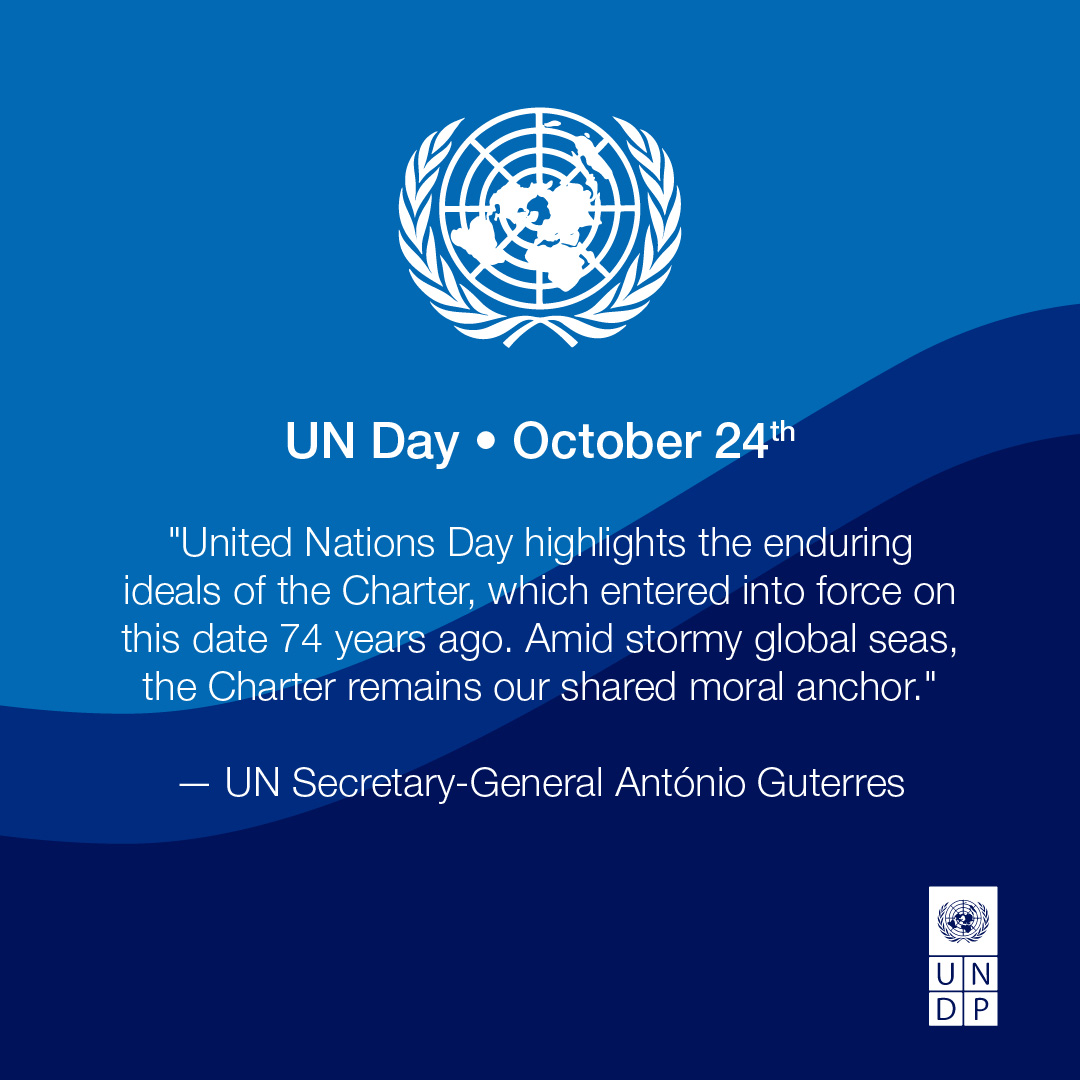 UN Day • October 24th
"United Nations Day highlights the enduring
ideals of the Charter, which entered into force on
this date 74 years ago. Amid stormy global seas,
the Charter remains our shared moral anchor."
— UN Secretary-General António Guterres
U N
D P